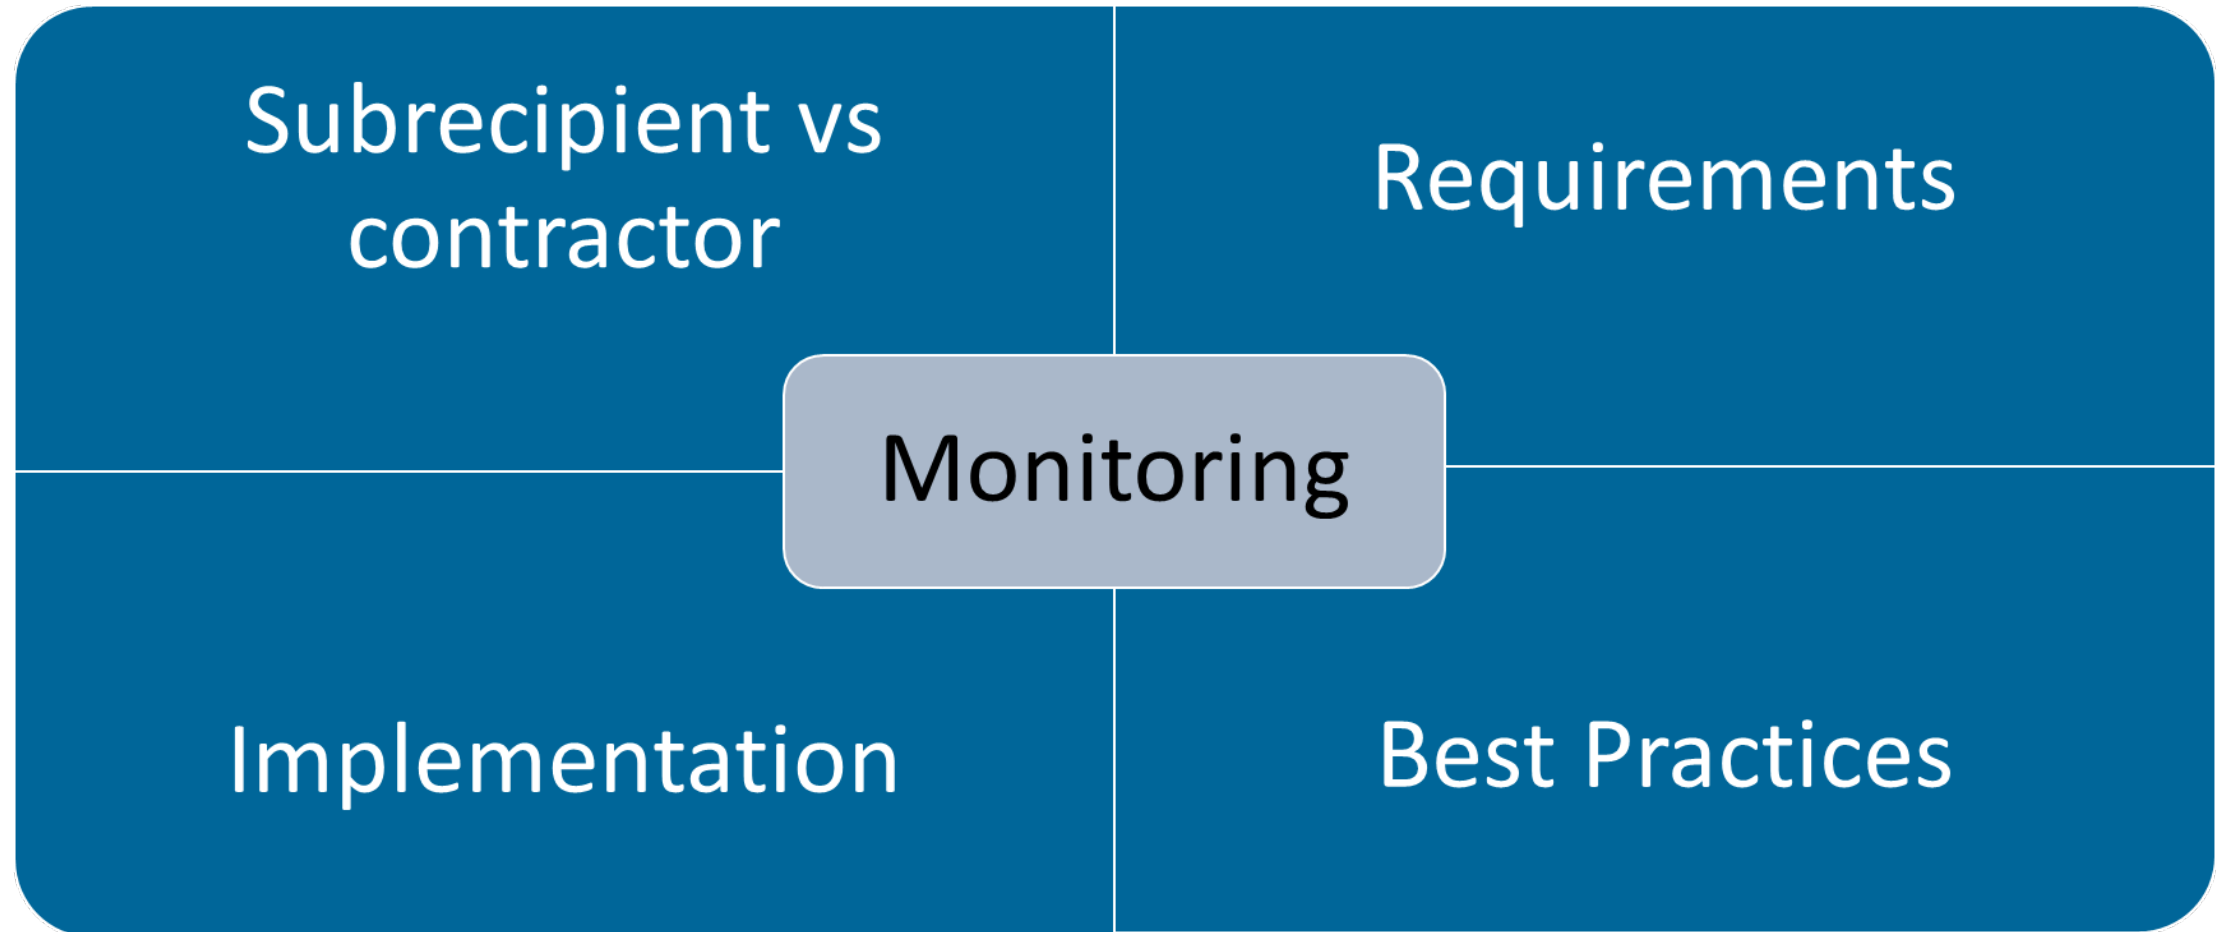 Subrecipient vs
contractor
Requirements
Monitoring
Implementation
Best Practices